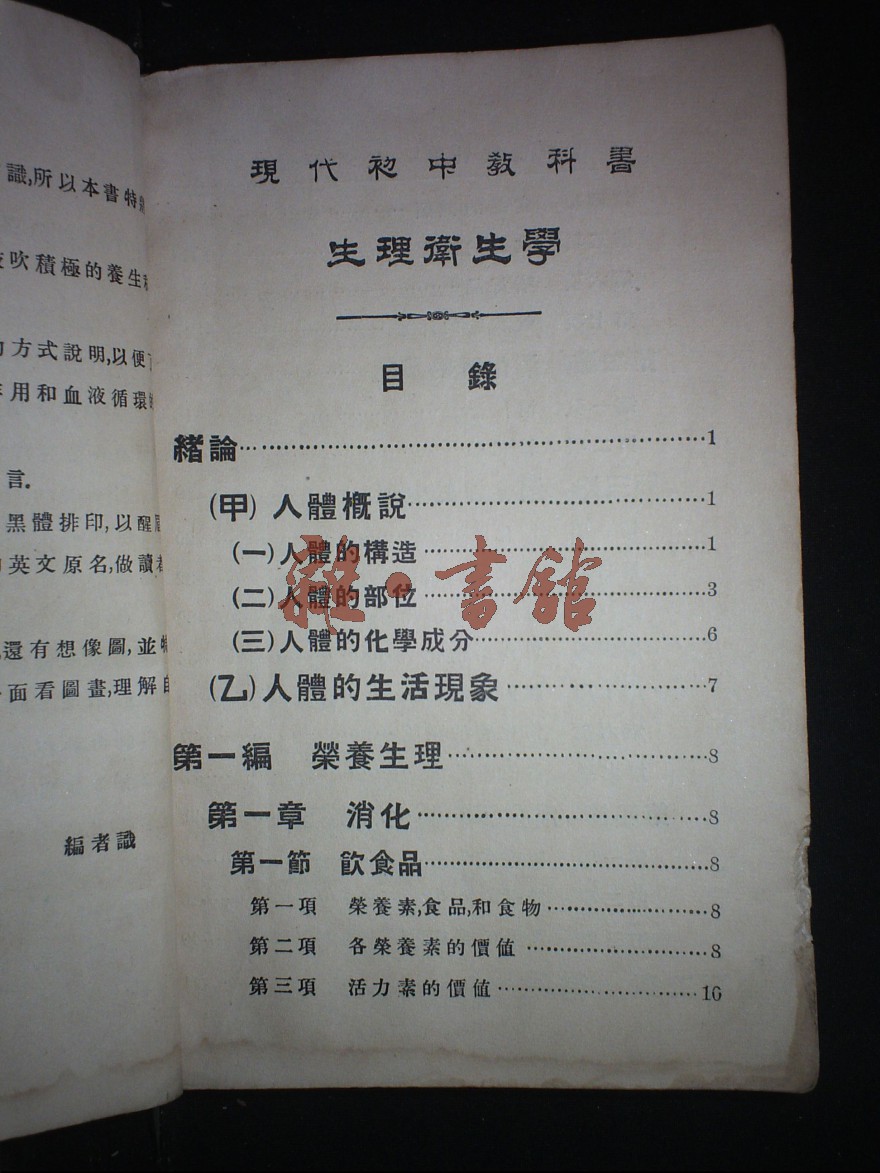 識,所以本書特
吹積極的養生
方式說明,以便
用和血液循環
言.
黑體排印,以醒
英文原名,做讀
還有想像圖,並
面看圖畫,理解自
編者識
現代初中教科書
生理衛生學
目錄
緒論……1
(甲)人體概說……1
(一)人體的構造……1
(二)人體的部位……3
(三)人體的化學成分……6
(乙)人體的生活現象……7
第一編 榮養生理……8
第一章 消化……8
第一節 飲食品……8
第一項 榮養素,食品,和食物……8
第二項 各榮養素的價値……8
第三項 活力素的價値……16
雜·書館